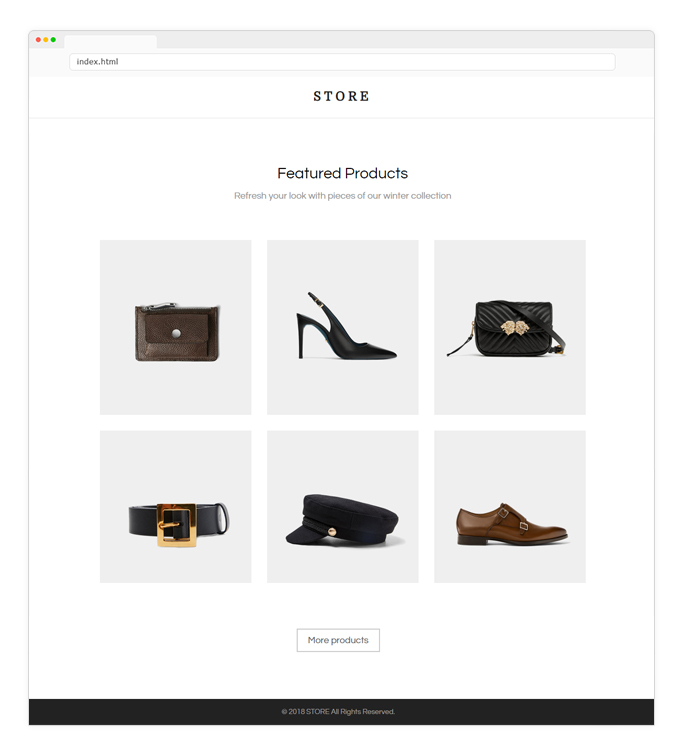 index.html
STORE
Featured Products
Refresh your look with pieces of our winter collection
More products
© 2018 STORE All Rights Reserved.